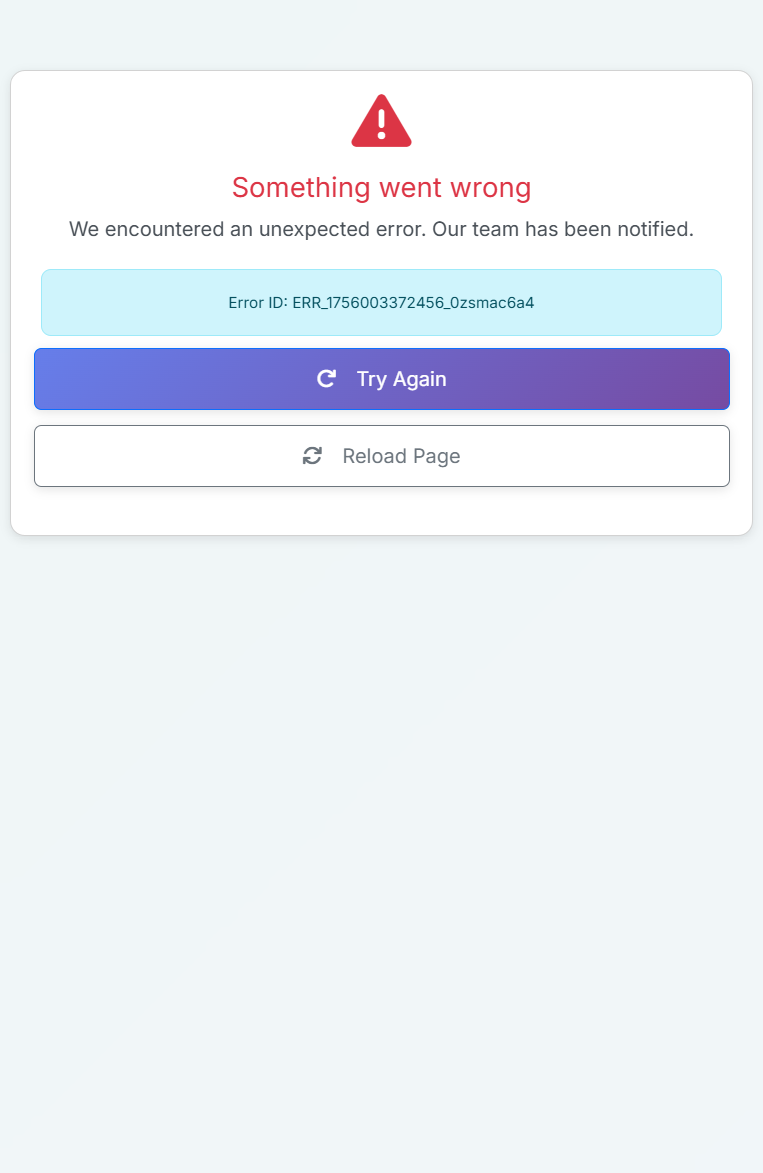 Something went wrong
We encountered an unexpected error. Our team has been notified.
Error ID: ERR_1756003372456_0zsmac6a4
Try Again
Reload Page